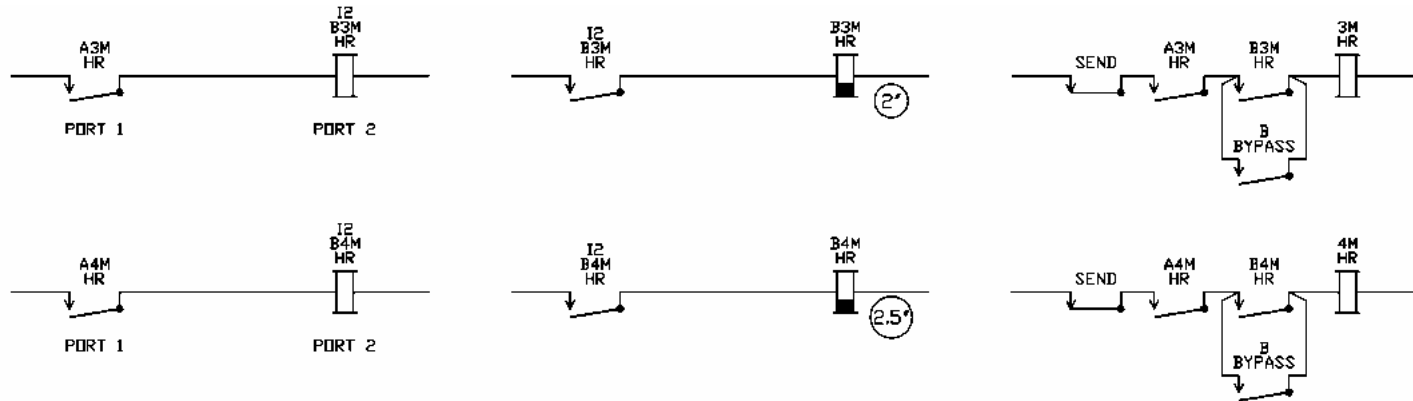 I2
A3M
HR
B3M
HR
PORT 1
PORT 2
I2
B3M
HR
B3M
HR
2"
SEND
A3M
HR
B3M
HR
3M
HR
B
BYPASS
I2
A4M
HR
B4M
HR
PORT 1
PORT 2
I2
B4M
HR
B4M
HR
2.5"
SEND
A4M
HR
B4M
HR
4M
HR
B
BYPASS